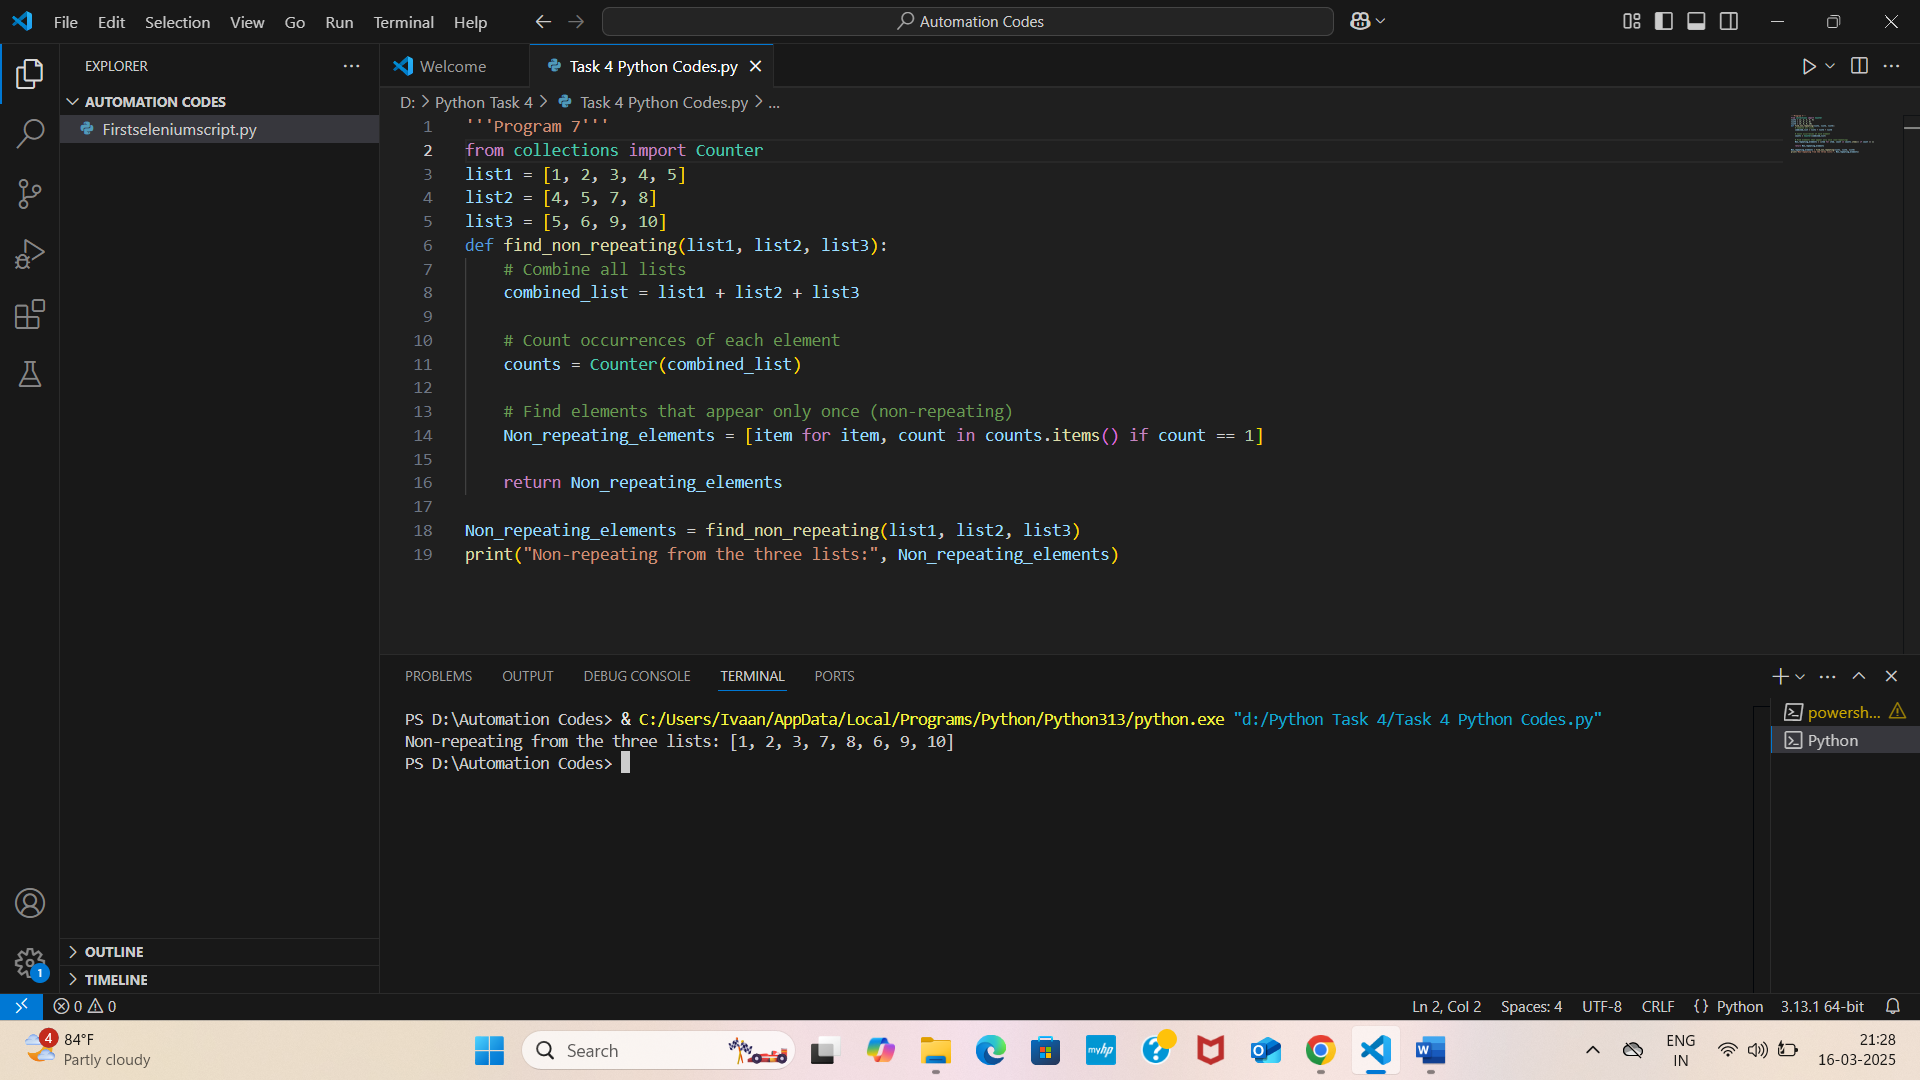 File Edit Selection View Go Run Terminal Help
Automation Codes
EXPLORER
AUTOMATION CODES
Firstseleniumscript.py
Welcome
Task 4 Python Codes.py
D: > Python Task 4 > Task 4 Python Codes.py > ...
1 '''Program 7'''
2 from collections import Counter
3 list1 = [1, 2, 3, 4, 5]
4 list2 = [4, 5, 7, 8]
5 list3 = [5, 6, 9, 10]
6 def find_non_repeating(list1, list2, list3):
7     # Combine all lists
8     combined_list = list1 + list2 + list3
9
10     # Count occurrences of each element
11     counts = Counter(combined_list)
12
13     # Find elements that appear only once (non-repeating)
14     Non_repeating_elements = [item for item, count in counts.items() if count == 1]
15
16     return Non_repeating_elements
17
18 Non_repeating_elements = find_non_repeating(list1, list2, list3)
19 print("Non-repeating from the three lists:", Non_repeating_elements)
PROBLEMS OUTPUT DEBUG CONSOLE TERMINAL PORTS
PS D:\Automation Codes> & C:/Users/Ivaan/AppData/Local/Programs/Python/Python313/python.exe "d:/Python Task 4/Task 4 Python Codes.py"
Non-repeating from the three lists: [1, 2, 3, 7, 8, 6, 9, 10]
PS D:\Automation Codes>
powersh...
Python
OUTLINE
TIMELINE
1
0 0
Ln 2, Col 2 Spaces: 4 UTF-8 CRLF {} Python 3.13.1 64-bit
4
84°F
Partly cloudy
Search
myhp
ENG
IN
21:28
16-03-2025